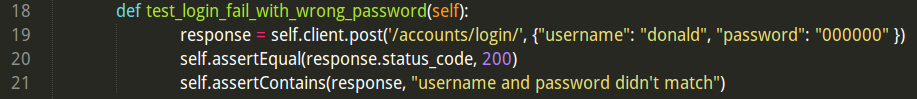 18 def test_login_fail_with_wrong_password(self):
19 response = self.client.post('/accounts/login/', {"username": "donald", "password": "000000" })
20 self.assertEqual(response.status_code, 200)
21 self.assertContains(response, "username and password didn't match")